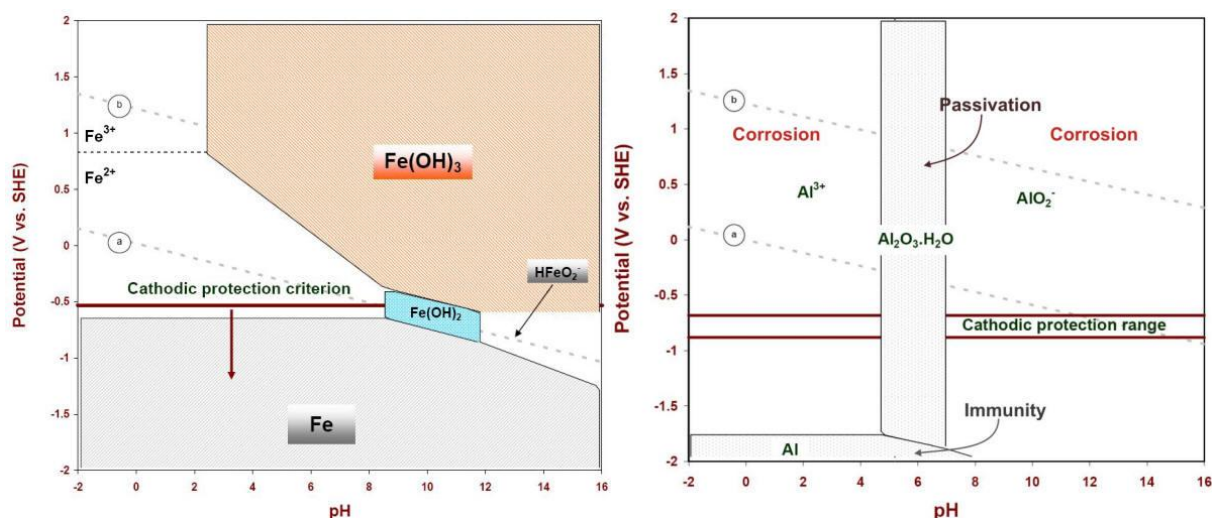 Potential (V vs. SHE)
2
1.5
1
0.5
0
-0.5
-1
-1.5
-2
b
Fe³⁺
Fe²⁺
a
Fe(OH)₃
HFeO₂⁻
Cathodic protection criterion
Fe(OH)₂
Fe
-2 0 2 4 6 8 10 12 14 16
pH
Potential (V vs. SHE)
2
1.5
1
0.5
0
-0.5
-1
-1.5
-2
b
Passivation
Corrosion
Corrosion
Al³⁺
AlO₂⁻
a
Al₂O₃.H₂O
Cathodic protection range
Immunity
Al
-2 0 2 4 6 8 10 12 14 16
pH